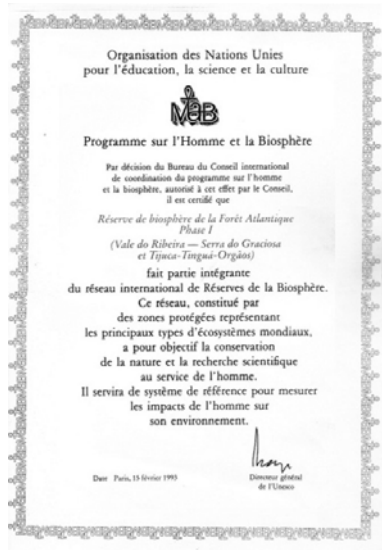 Organisation des Nations Unies
pour l'éducation, la science et la culture
MAB
Programme sur l'Homme et la Biosphère
Par décision du Bureau du Conseil international
de coordination du programme sur l'homme
et la biosphère, autorisé à cet effet par le Conseil,
il est certifié que
Réserve de biosphère de la Forêt Atlantique
Phase I
(Vale do Ribeira — Serra do Graciosa
et Tijuca-Tinguá-Orgãos)
fait partie intégrante
du réseau international de Réserves de la Biosphère.
Ce réseau, constitué par
des zones protégées représentant
les principaux types d'écosystèmes mondiaux,
a pour objectif la conservation
de la nature et la recherche scientifique
au service de l'homme.
Il servira de système de référence pour mesurer
les impacts de l'homme sur
son environnement.
Date Paris, 15 février 1993
Directeur général
de l'Unesco